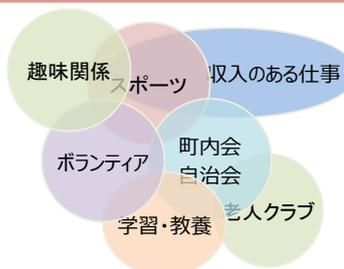 趣味関係
スポーツ
収入のある仕事
ボランティア
町内会
自治会
学習・教養
老人クラブ